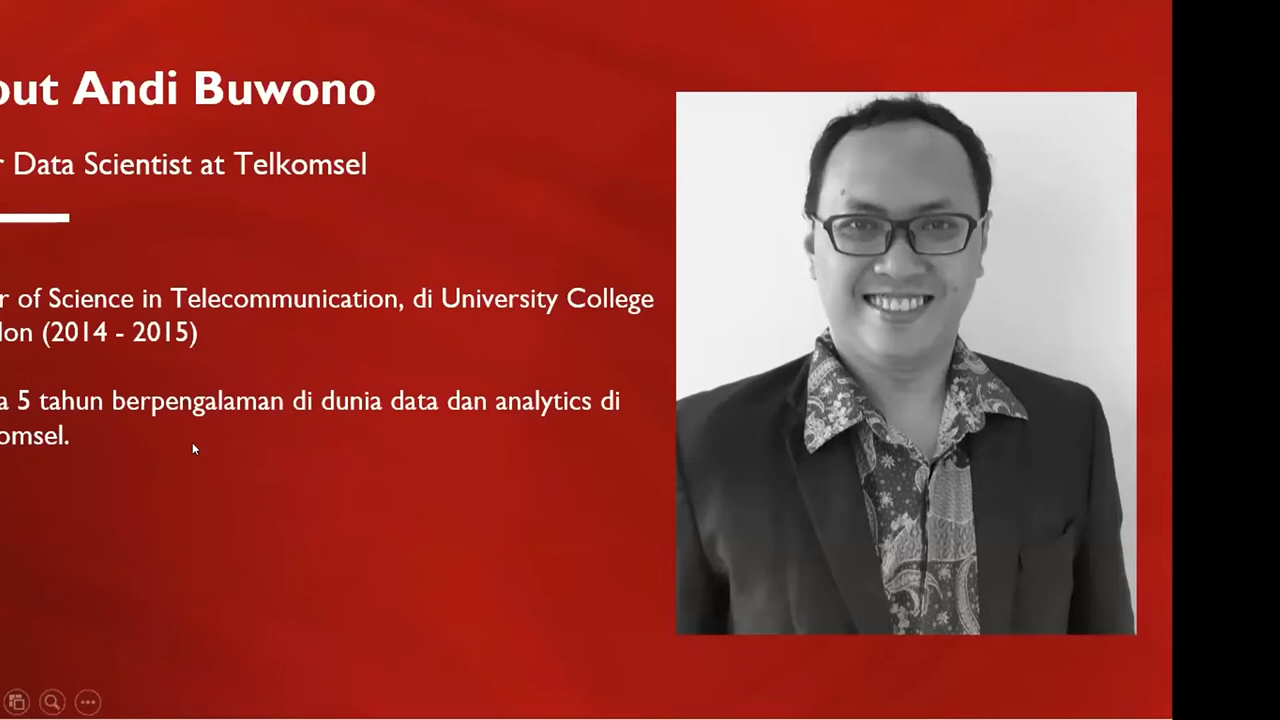 out Andi Buwono
r Data Scientist at Telkomsel
r of Science in Telecommunication, di University College
don (2014 - 2015)
a 5 tahun berpengalaman di dunia data dan analytics di
omsel.